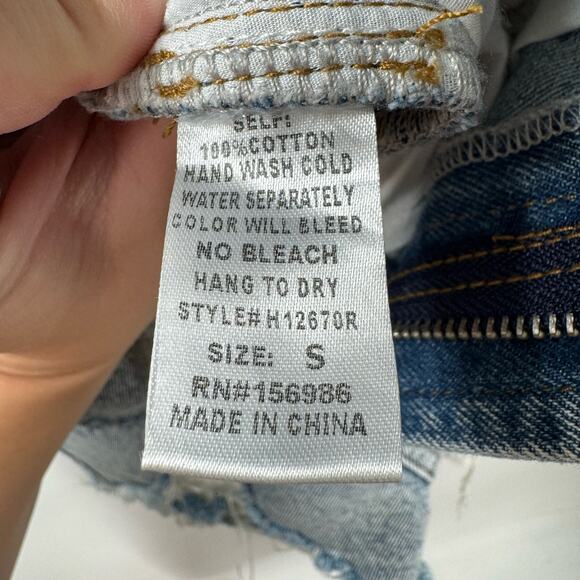 SELF:
100%COTTON
HAND WASH COLD
WATER SEPARATELY
COLOR WILL BLEED
NO BLEACH
HANG TO DRY
STYLE# H12670R
SIZE: S
RN#156986
MADE IN CHINA